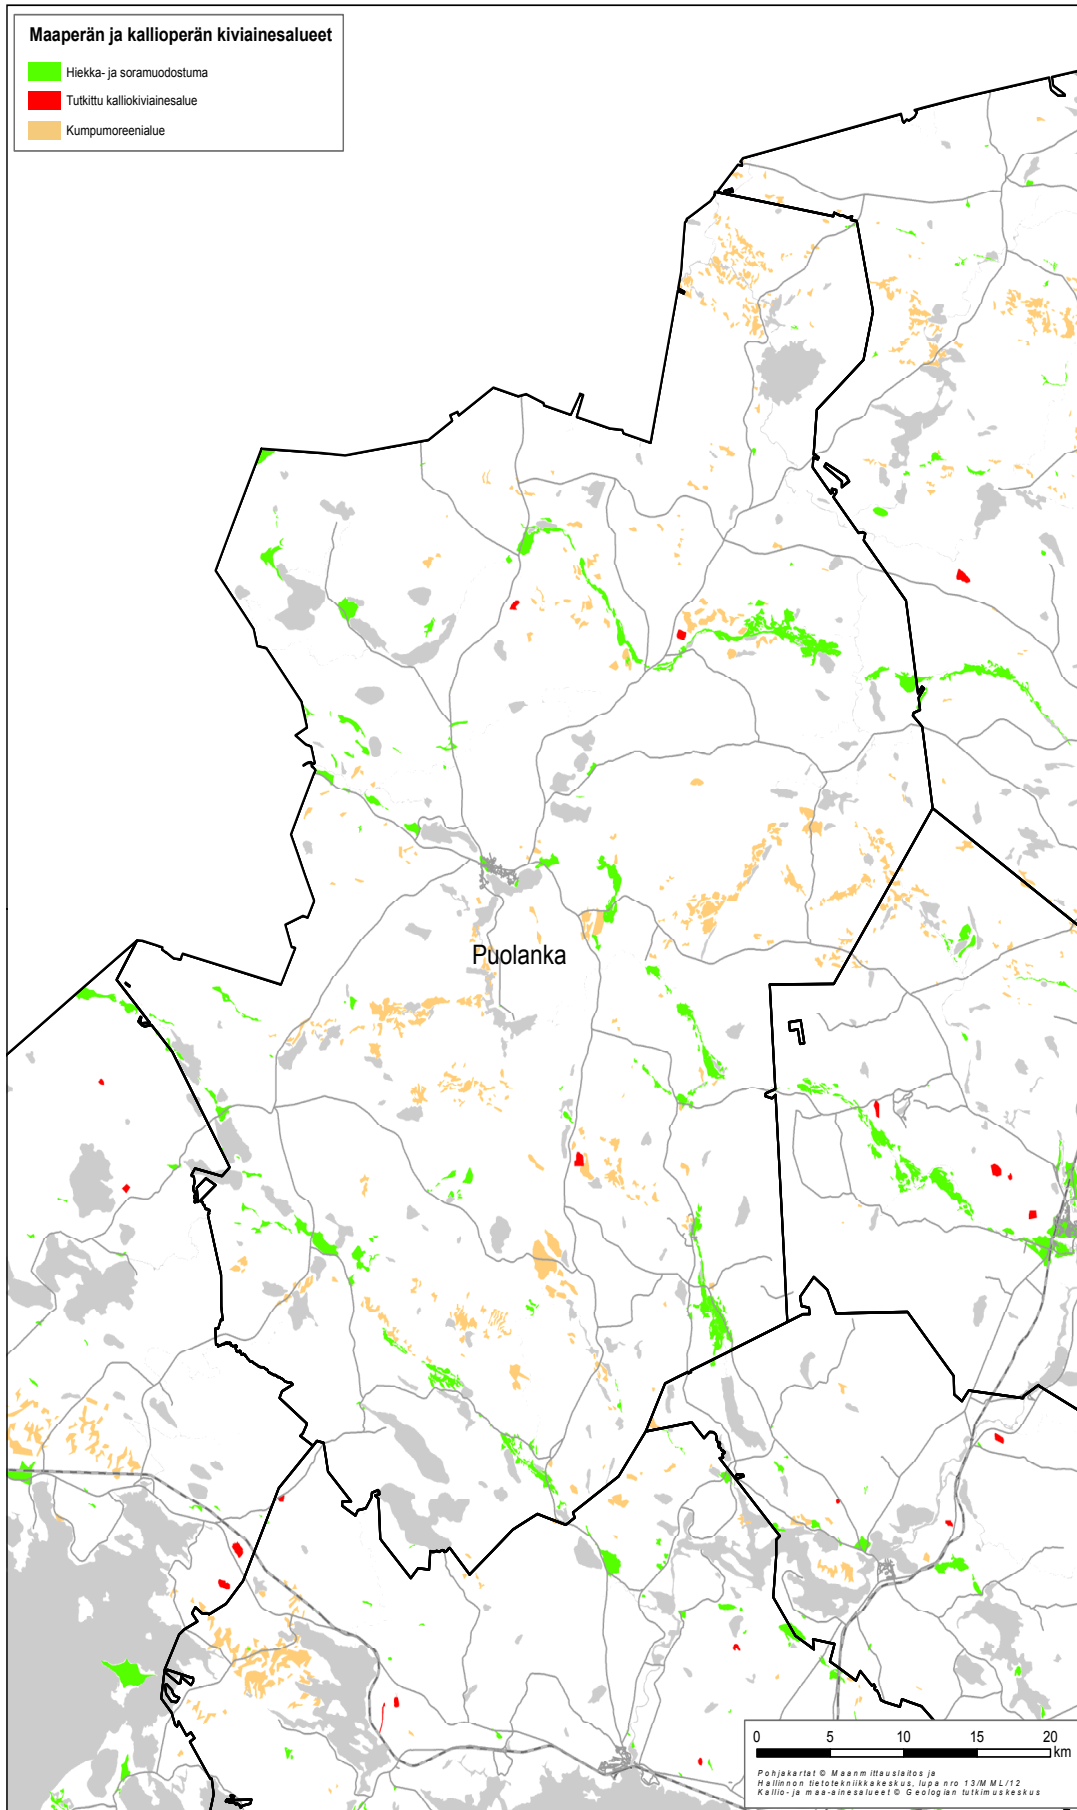 Maaperän ja kallioperän kiviainesalueet
Hiekka- ja soramuodostuma
Tutkittu kalliokiviainesalue
Kumpumoreenialue
Puolanka
0 5 10 15 20
km
Pohjakartat © Maanmittauslaitos ja
Hallinnon tietotekniikkakeskus, lupa nro 13/MML/12
Kallio- ja maa-ainesalueet © Geologian tutkimuskeskus